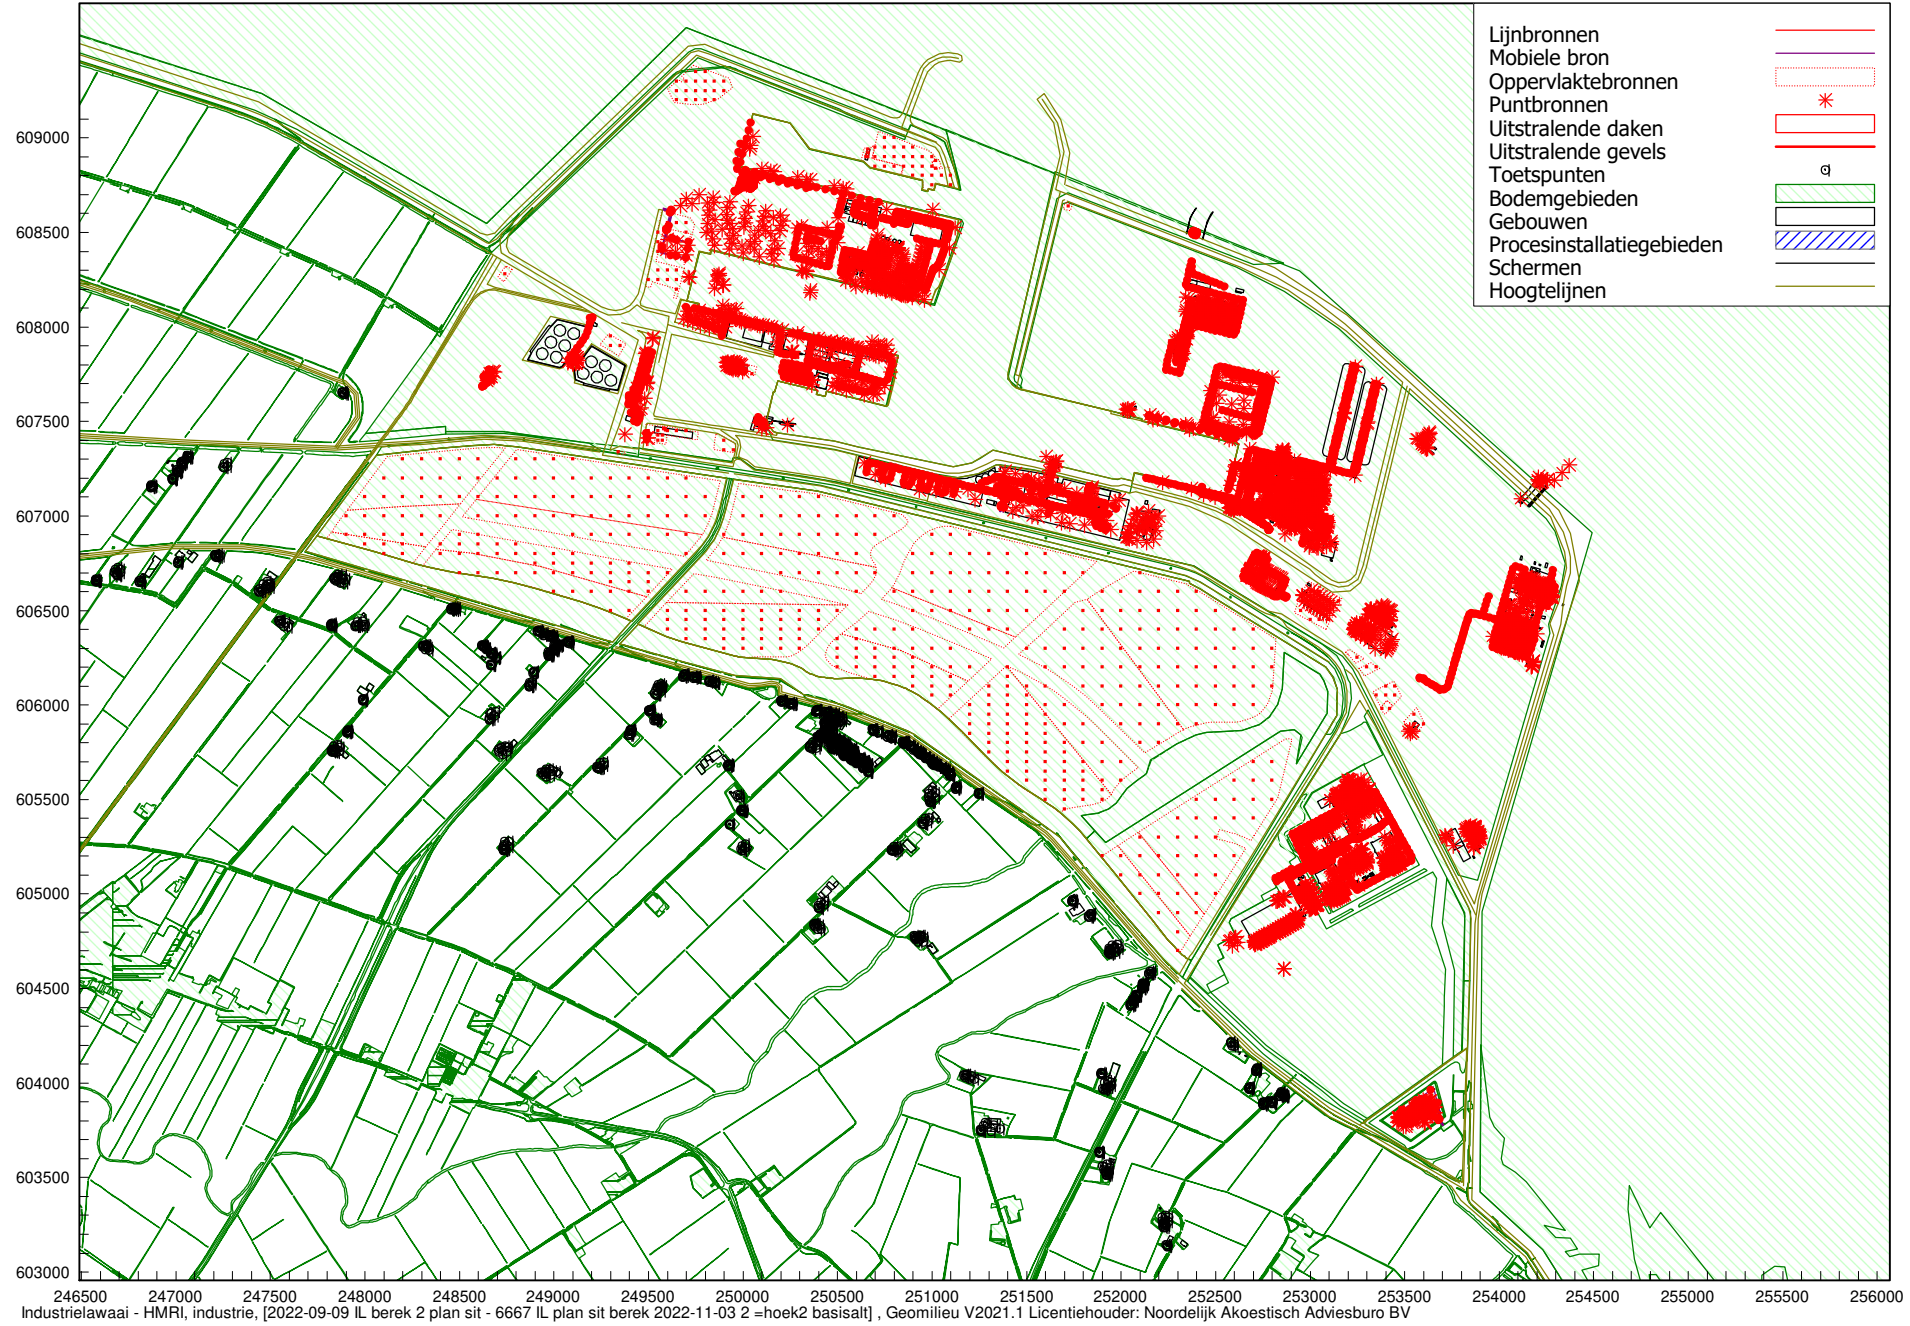 Lijnbronnen
Mobiele bron
Oppervlaktebronnen
Puntbronnen
Uitstralende daken
Uitstralende gevels
Toetspunten
Bodemgebieden
Gebouwen
Procesinstallatiegebieden
Schermen
Hoogtelijnen
609000
608500
608000
607500
607000
606500
606000
605500
605000
604500
604000
603500
603000
246500 247000 247500 248000 248500 249000 249500 250000 250500 251000 251500 252000 252500 253000 253500 254000 254500 255000 255500 256000
Industrielawaai - HMRI, industrie, [2022-09-09 IL berek 2 plan sit - 6667 IL plan sit berek 2022-11-03 2 =hoek2 basisalt] , Geomilieu V2021.1 Licentiehouder: Noordelijk Akoestisch Adviesburo BV